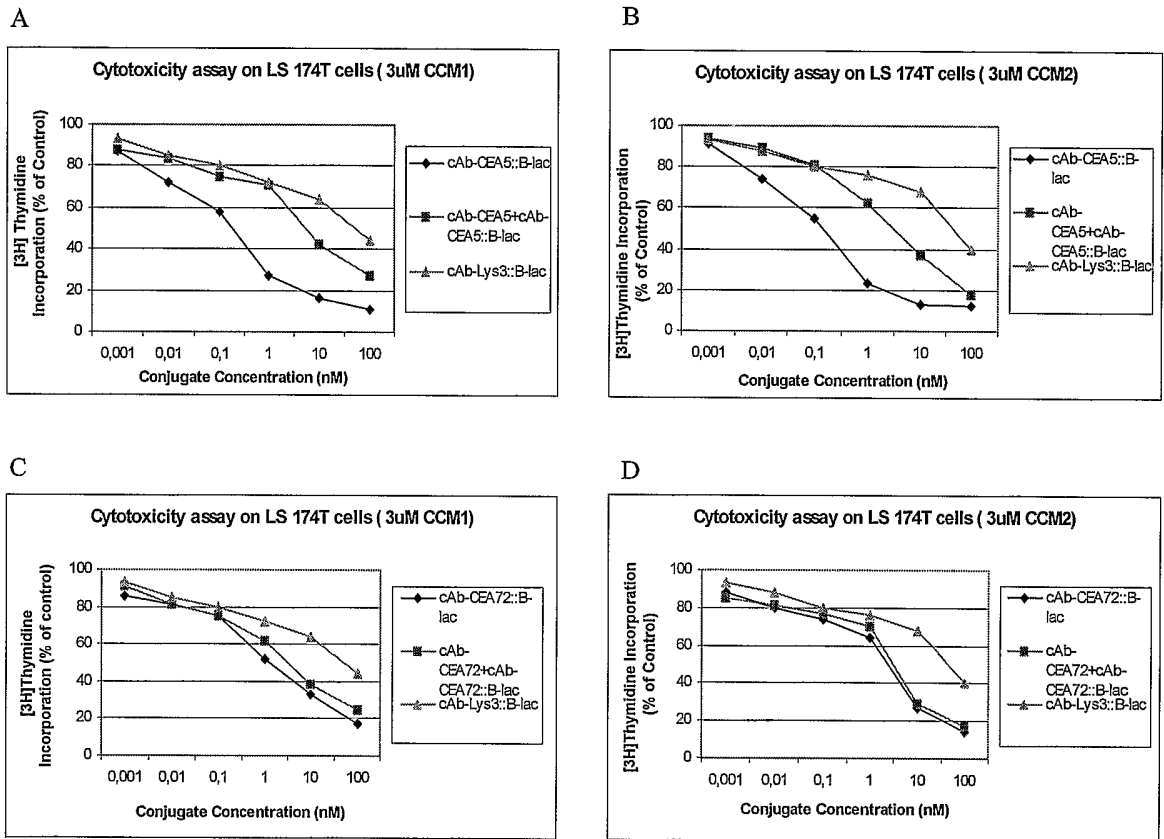 A
Cytotoxicity assay on LS 174T cells ( 3uM CCM1)
[3H] Thymidine
Incorporation (% of Control)
100
80
60
40
20
0
0,001 0,01 0,1 1 10 100
Conjugate Concentration (nM)
cAb-CEA5::B-lac
cAb-CEA5+cAb-
CEA5::B-lac
cAb-Lys3::B-lac
B
Cytotoxicity assay on LS 174T cells ( 3uM CCM2)
[3H]Thymidine Incorporation
(% of Control)
100
80
60
40
20
0
0,001 0,01 0,1 1 10 100
Conjugate Concentration (nM)
cAb-CEA5::B-
lac
cAb-
CEA5+cAb-
CEA5::B-lac
cAb-Lys3::B-lac
C
Cytotoxicity assay on LS 174T cells ( 3uM CCM1)
[3H]Thymidine
Incorporation (% of control)
100
80
60
40
20
0
0,001 0,01 0,1 1 10 100
Conjugate Concentration (nM)
cAb-CEA72::B-
lac
cAb-
CEA72+cAb-
CEA72::B-lac
cAb-Lys3::B-lac
D
Cytotoxicity assay on LS 174T cells ( 3uM CCM2)
[3H]Thymidine Incorporation
(% of Control)
100
80
60
40
20
0
0,001 0,01 0,1 1 10 100
Conjugate Concentration (nM)
cAb-CEA72::B-
lac
cAb-
CEA72+cAb-
CEA72::B-lac
cAb-Lys3::B-lac